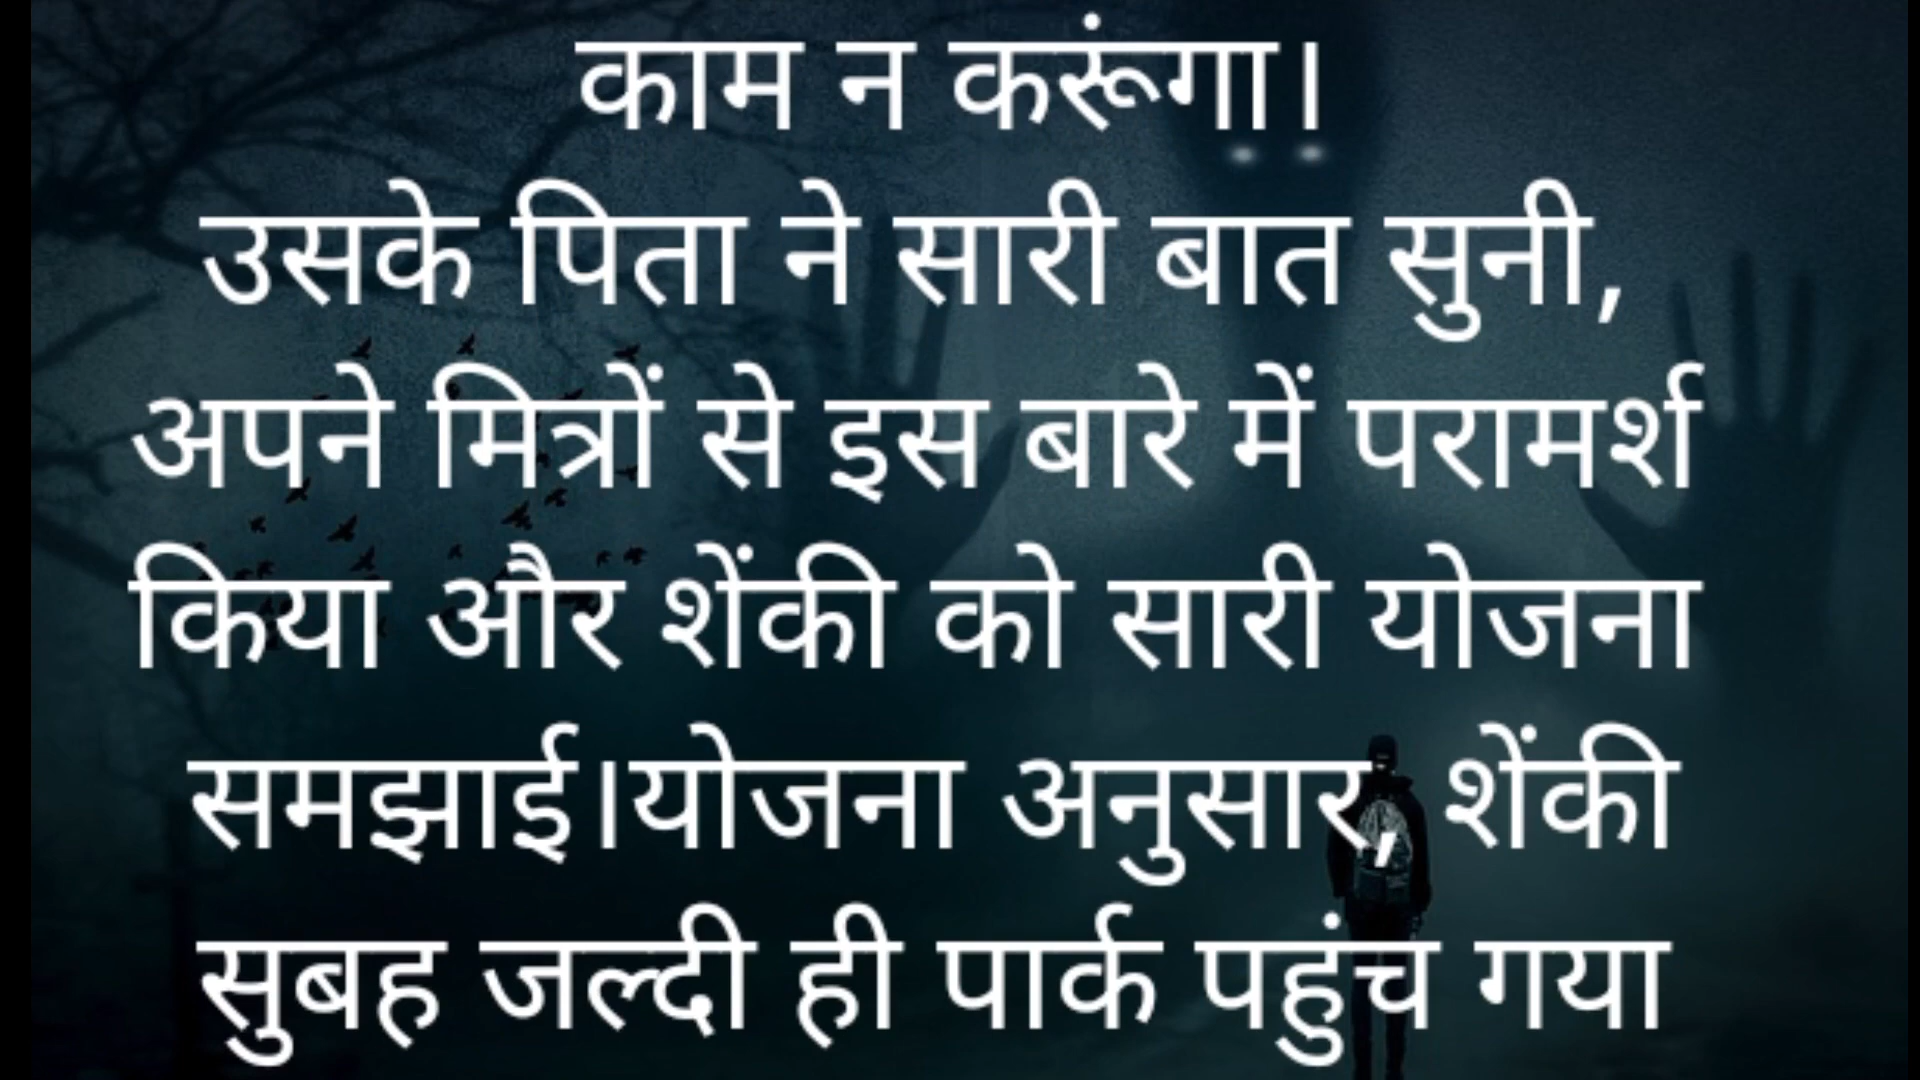 काम न करूंगा।
उसके पिता ने सारी बात सुनी,
अपने मित्रों से इस बारे में परामर्श
किया और शेंकी को सारी योजना
समझाई।योजना अनुसार, शेंकी
सुबह जल्दी ही पार्क पहुंच गया